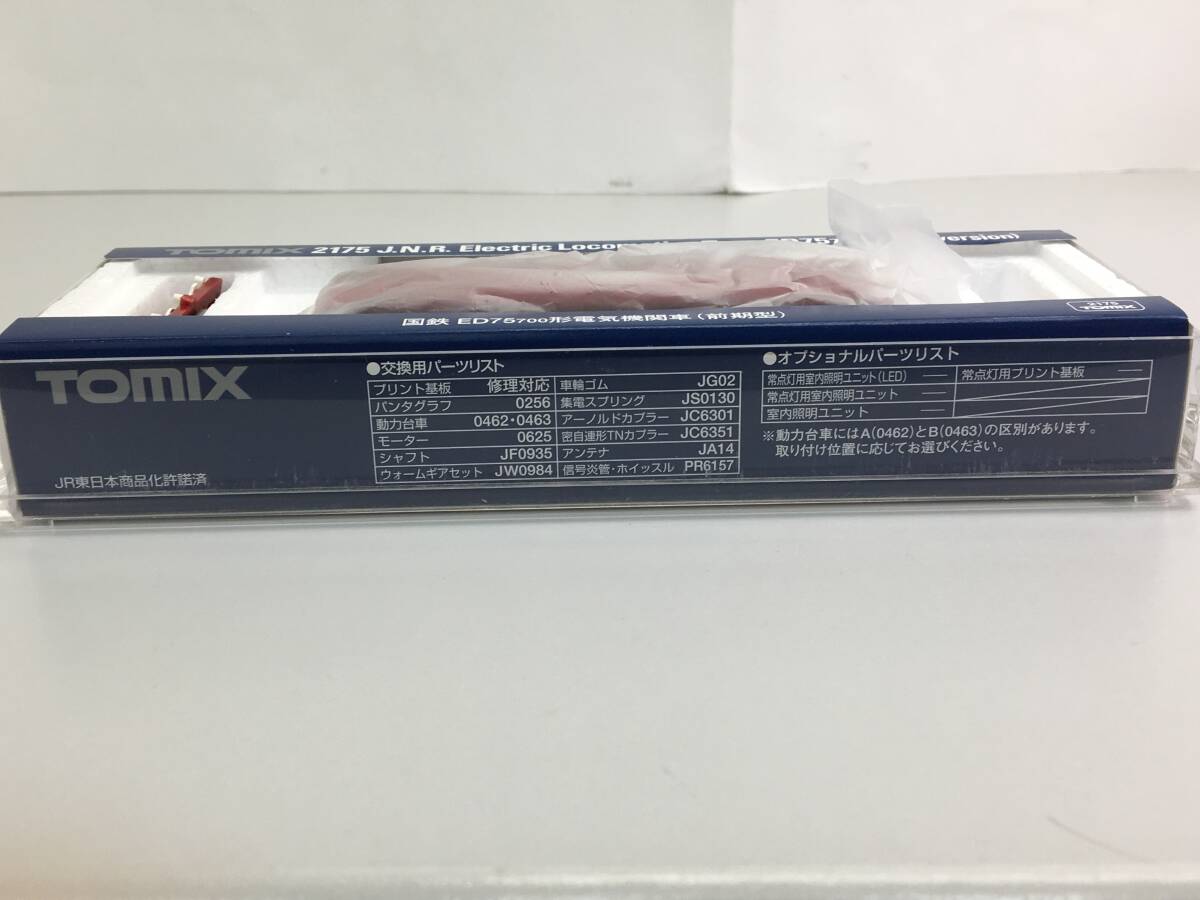 TOMIX 2175 J.N.R. Electric
国鉄 ED75700形電気機関車(前期型)
2175
TOMIX
TOMIX
JR東日本商品化許諾済
●交換用パーツリスト
プリント基板 修理対応 車輪ゴム JG02
パンタグラフ 0256 集電スプリング JS0130
動力台車 0462・0463 アーノルドカプラー JC6301
モーター 0625 密自連形TNカプラー JC6351
シャフト JF0935 アンテナ JA14
ウォームギアセット JW0984 信号炎管・ホイッスル PR6157
●オプショナルパーツリスト
常点灯用室内照明ユニット(LED) ── 常点灯用プリント基板 ──
常点灯用室内照明ユニット ──
室内照明ユニット ──
※動力台車にはA(0462)とB(0463)の区別があります。
取り付け位置に応じてお選びください。